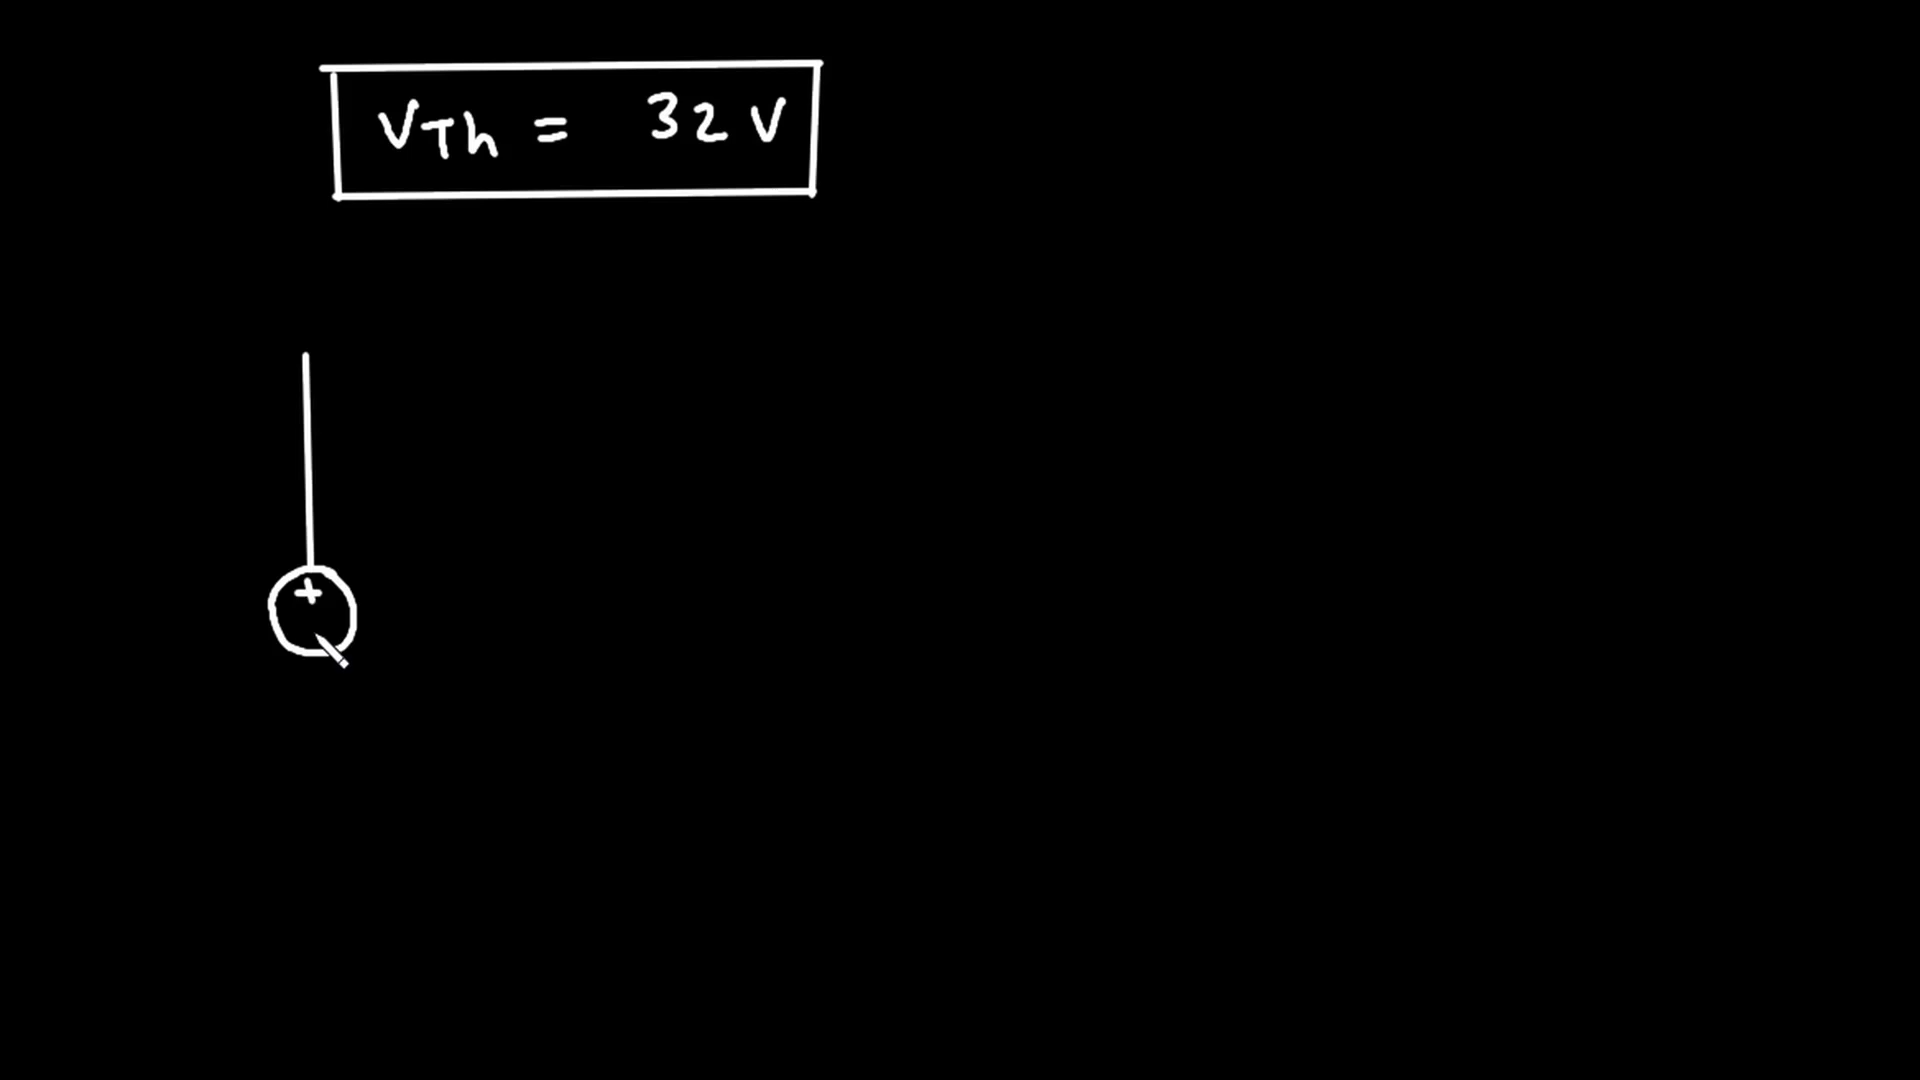 VTh = 32 V
+